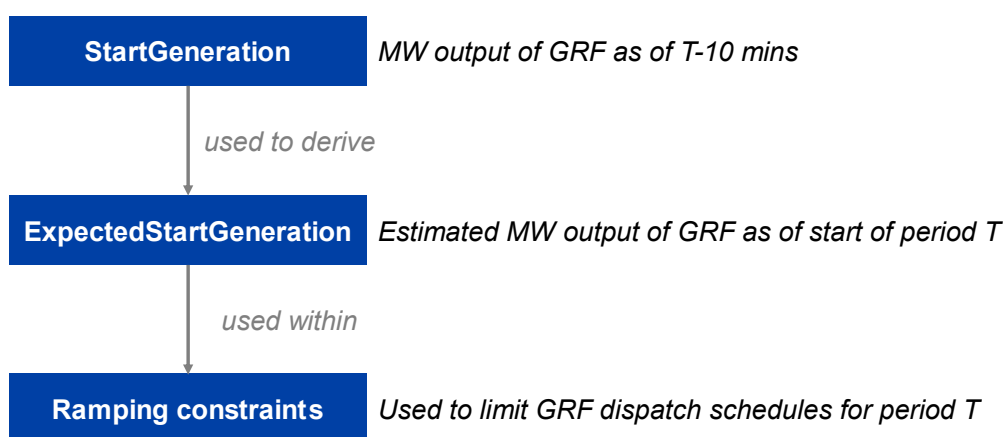 StartGeneration MW output of GRF as of T-10 mins
used to derive
ExpectedStartGeneration Estimated MW output of GRF as of start of period T
used within
Ramping constraints Used to limit GRF dispatch schedules for period T